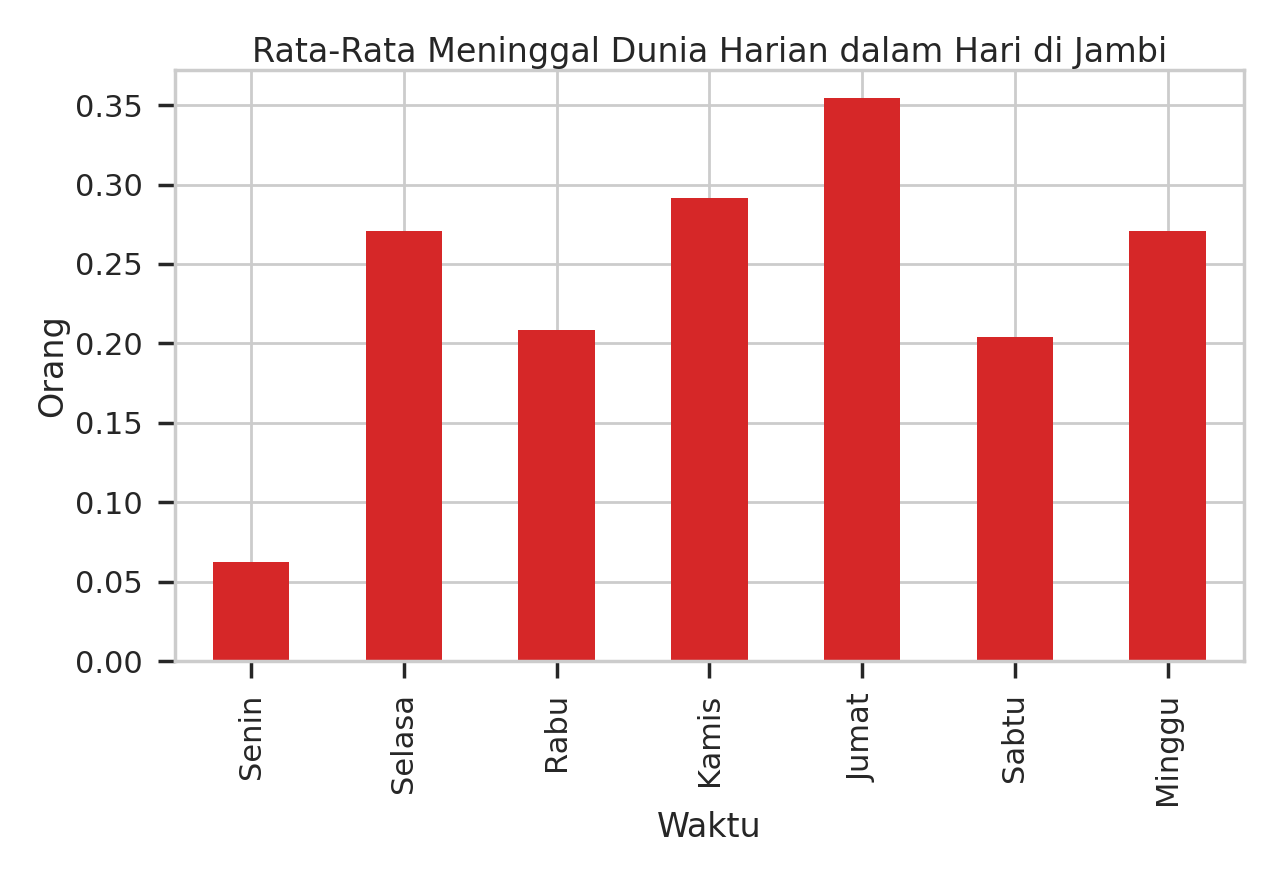 Rata-Rata Meninggal Dunia Harian dalam Hari di Jambi
0.35
0.30
0.25
0.20
0.15
0.10
0.05
0.00
Orang
Senin
Selasa
Rabu
Kamis
Jumat
Sabtu
Minggu
Waktu